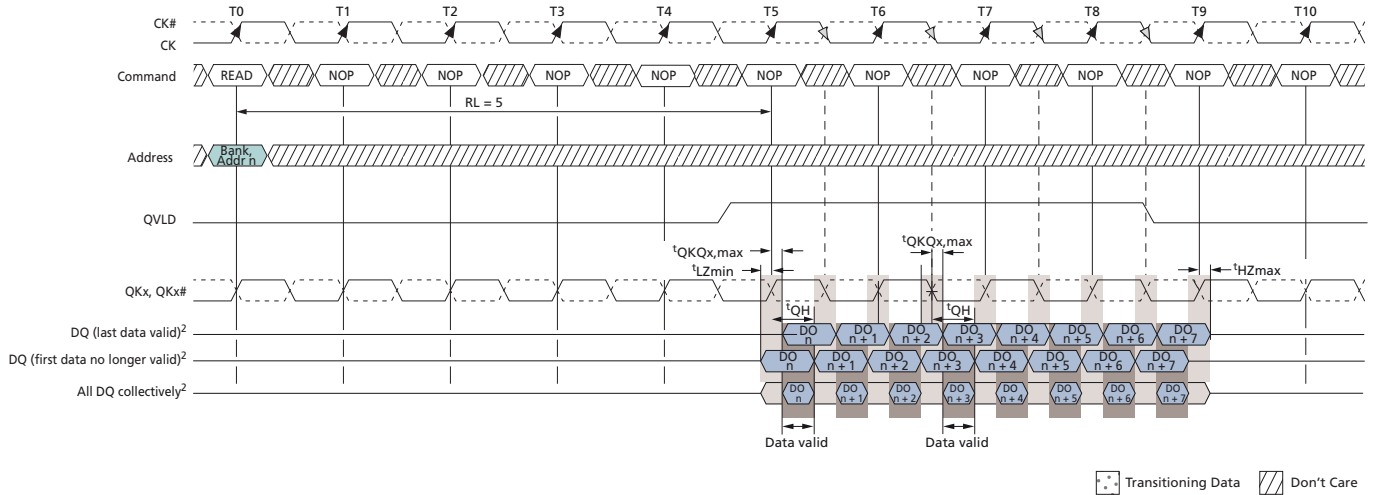 T0 T1 T2 T3 T4 T5 T6 T7 T8 T9 T10
CK#
CK
Command READ NOP NOP NOP NOP NOP NOP NOP NOP NOP NOP
RL = 5
Address Bank, Addr n
QVLD
tQKQx,max tQKQx,max
tLZmin tHZmax
QKx, QKx#
tQH tQH
DQ (last data valid)2 DO n DO n + 1 DO n + 2 DO n + 3 DO n + 4 DO n + 5 DO n + 6 DO n + 7
DQ (first data no longer valid)2 DO n DO n + 1 DO n + 2 DO n + 3 DO n + 4 DO n + 5 DO n + 6 DO n + 7
All DQ collectively2 DO n DO n + 1 DO n + 2 DO n + 3 DO n + 4 DO n + 5 DO n + 6 DO n + 7
Data valid Data valid
Transitioning Data Don't Care